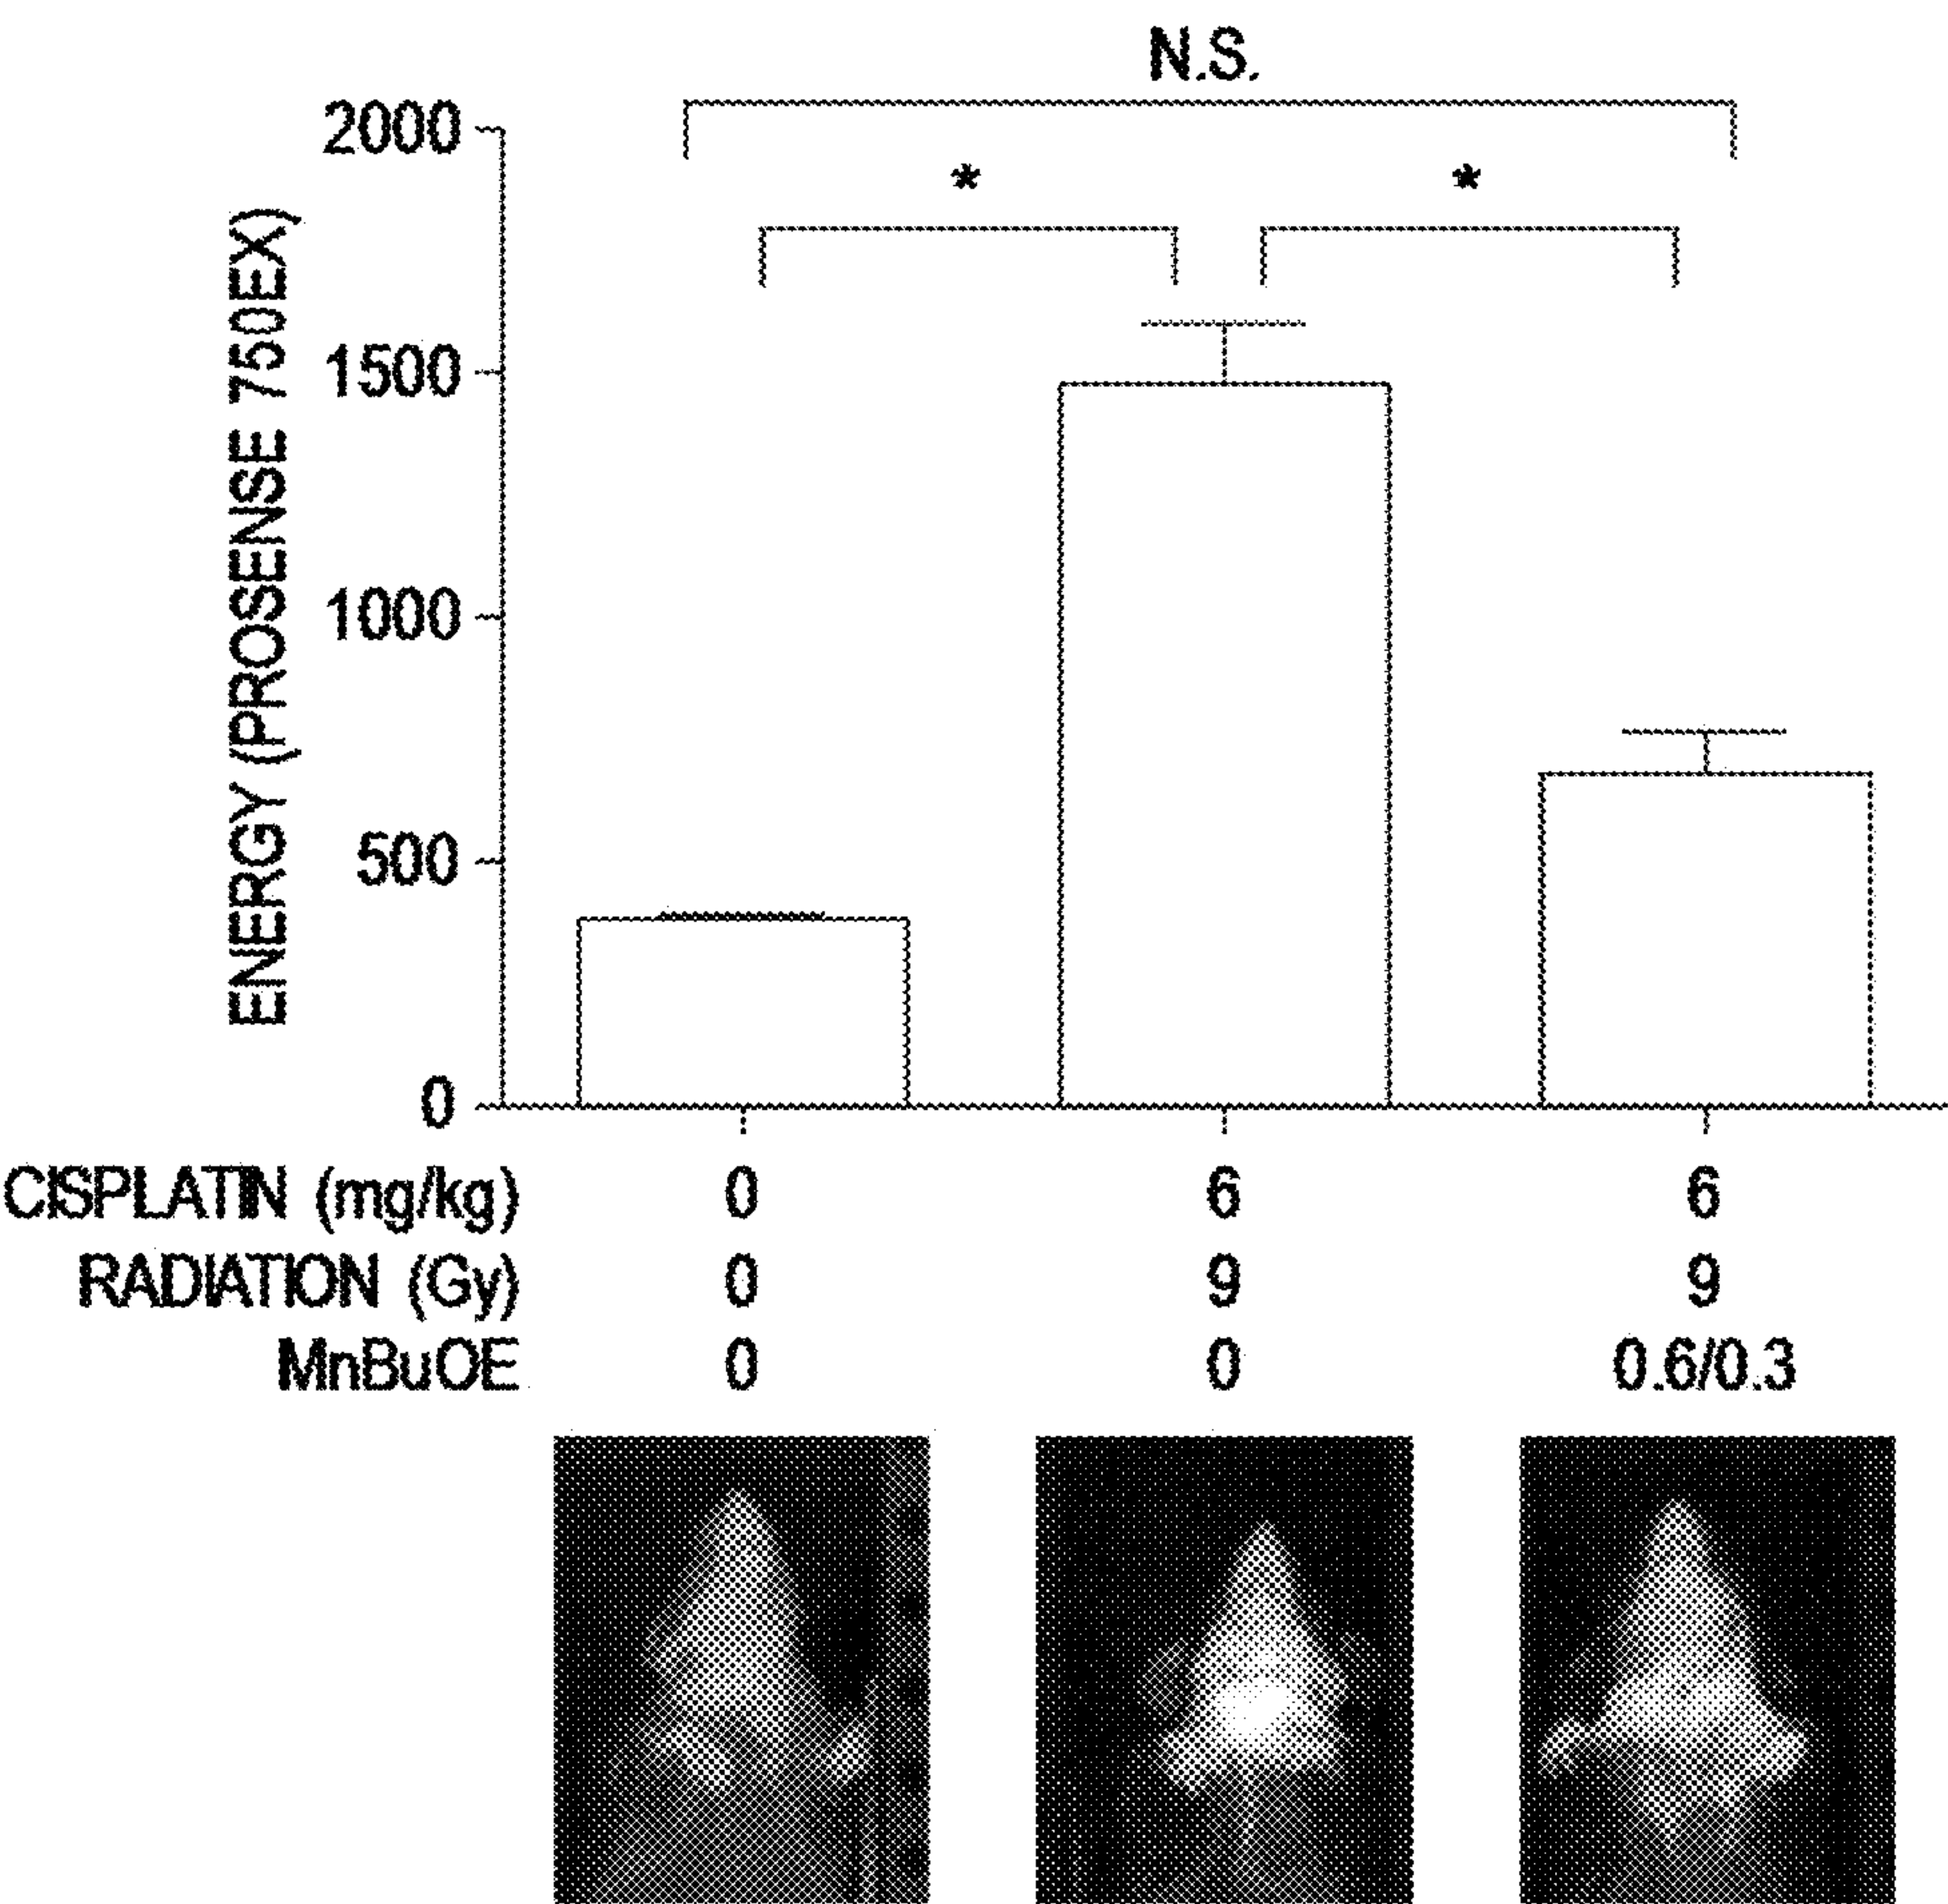 N.S.
2000
* *
1500
1000
500
0
ENERGY (PROSENSE 750EX)
CISPLATIN (mg/kg) 0 6 6
RADIATION (Gy) 0 9 9
MnBuOE 0 0 0.6/0.3